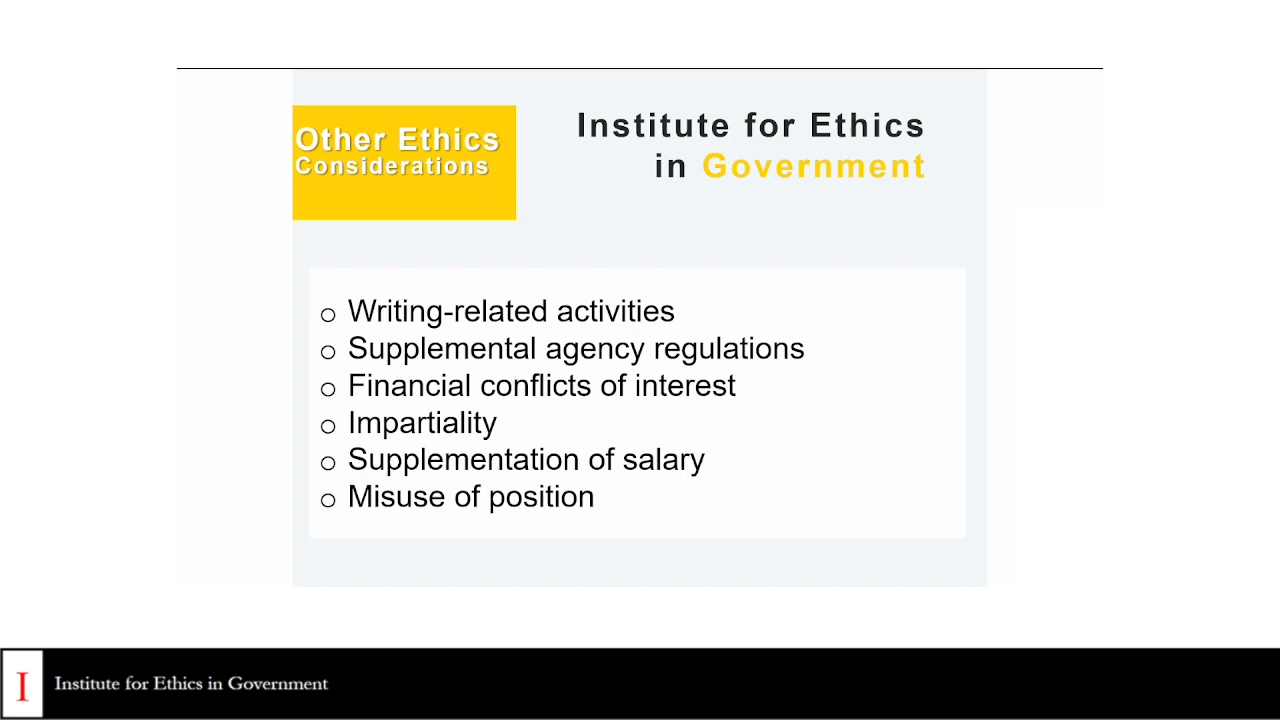 Other Ethics
Considerations
Institute for Ethics
in Government
o Writing-related activities
o Supplemental agency regulations
o Financial conflicts of interest
o Impartiality
o Supplementation of salary
o Misuse of position
I
Institute for Ethics in Government